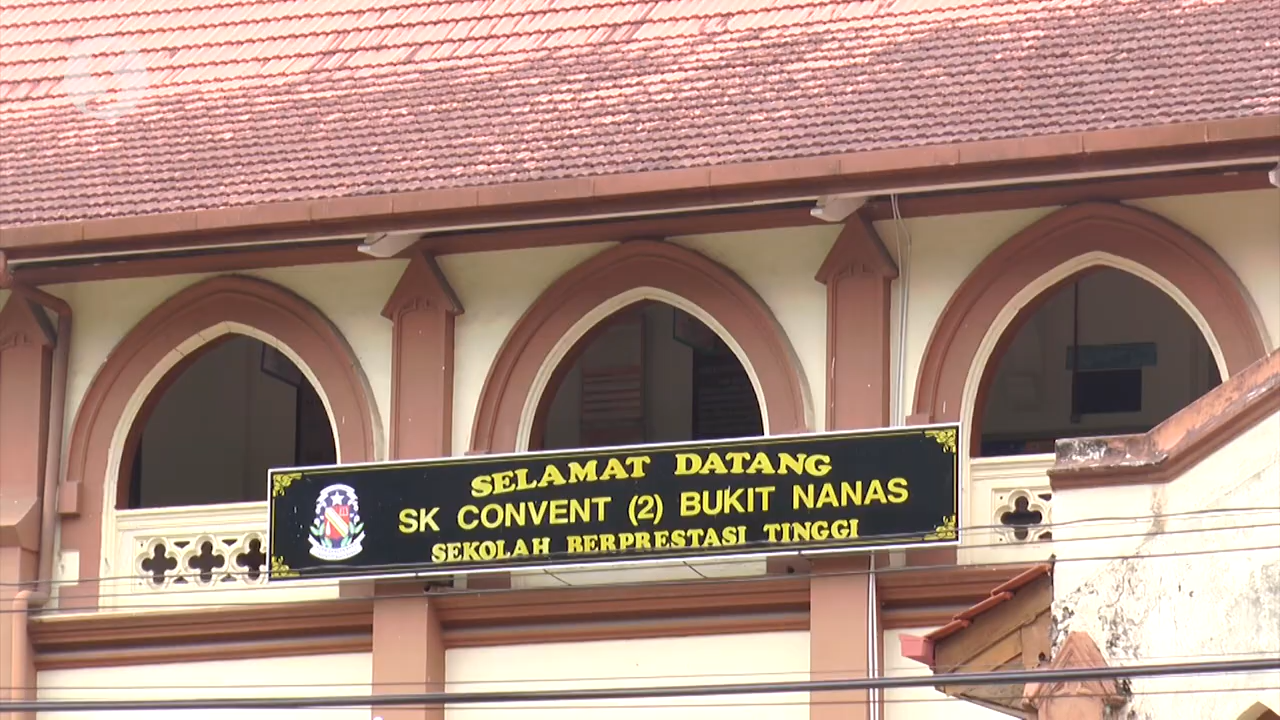 SELAMAT DATANG
SK CONVENT (2) BUKIT NANAS
SEKOLAH BERPRESTASI TINGGI